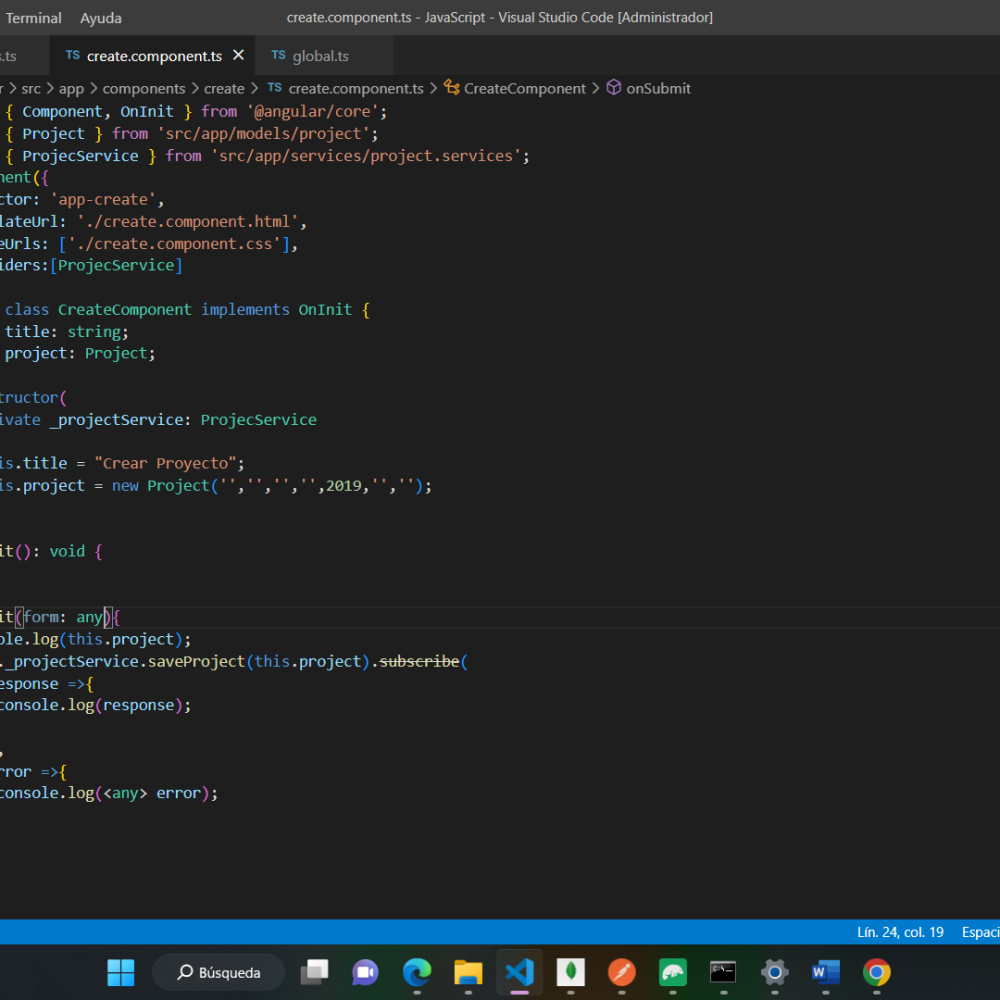 Terminal Ayuda create.component.ts - JavaScript - Visual Studio Code [Administrador]
.ts TS create.component.ts × TS global.ts
r > src > app > components > create > TS create.component.ts > CreateComponent > onSubmit
{ Component, OnInit } from '@angular/core';
{ Project } from 'src/app/models/project';
{ ProjecService } from 'src/app/services/project.services';
nent({
ctor: 'app-create',
lateUrl: './create.component.html',
eUrls: ['./create.component.css'],
iders:[ProjecService]
class CreateComponent implements OnInit {
title: string;
project: Project;
tructor(
ivate _projectService: ProjecService
is.title = "Crear Proyecto";
is.project = new Project('','','','',2019,'','');
it(): void {
it(form: any){
ole.log(this.project);
._projectService.saveProject(this.project).subscribe(
esponse =>{
console.log(response);
,
rror =>{
console.log(<any> error);
Lín. 24, col. 19 Espaci
Búsqueda